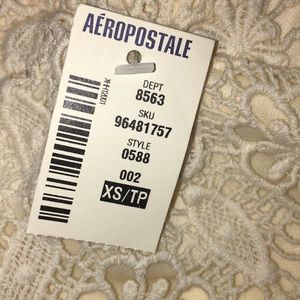 AÉROPOSTALE
DEPT
8563
SKU
96481757
STYLE
0588
002
XS/TP